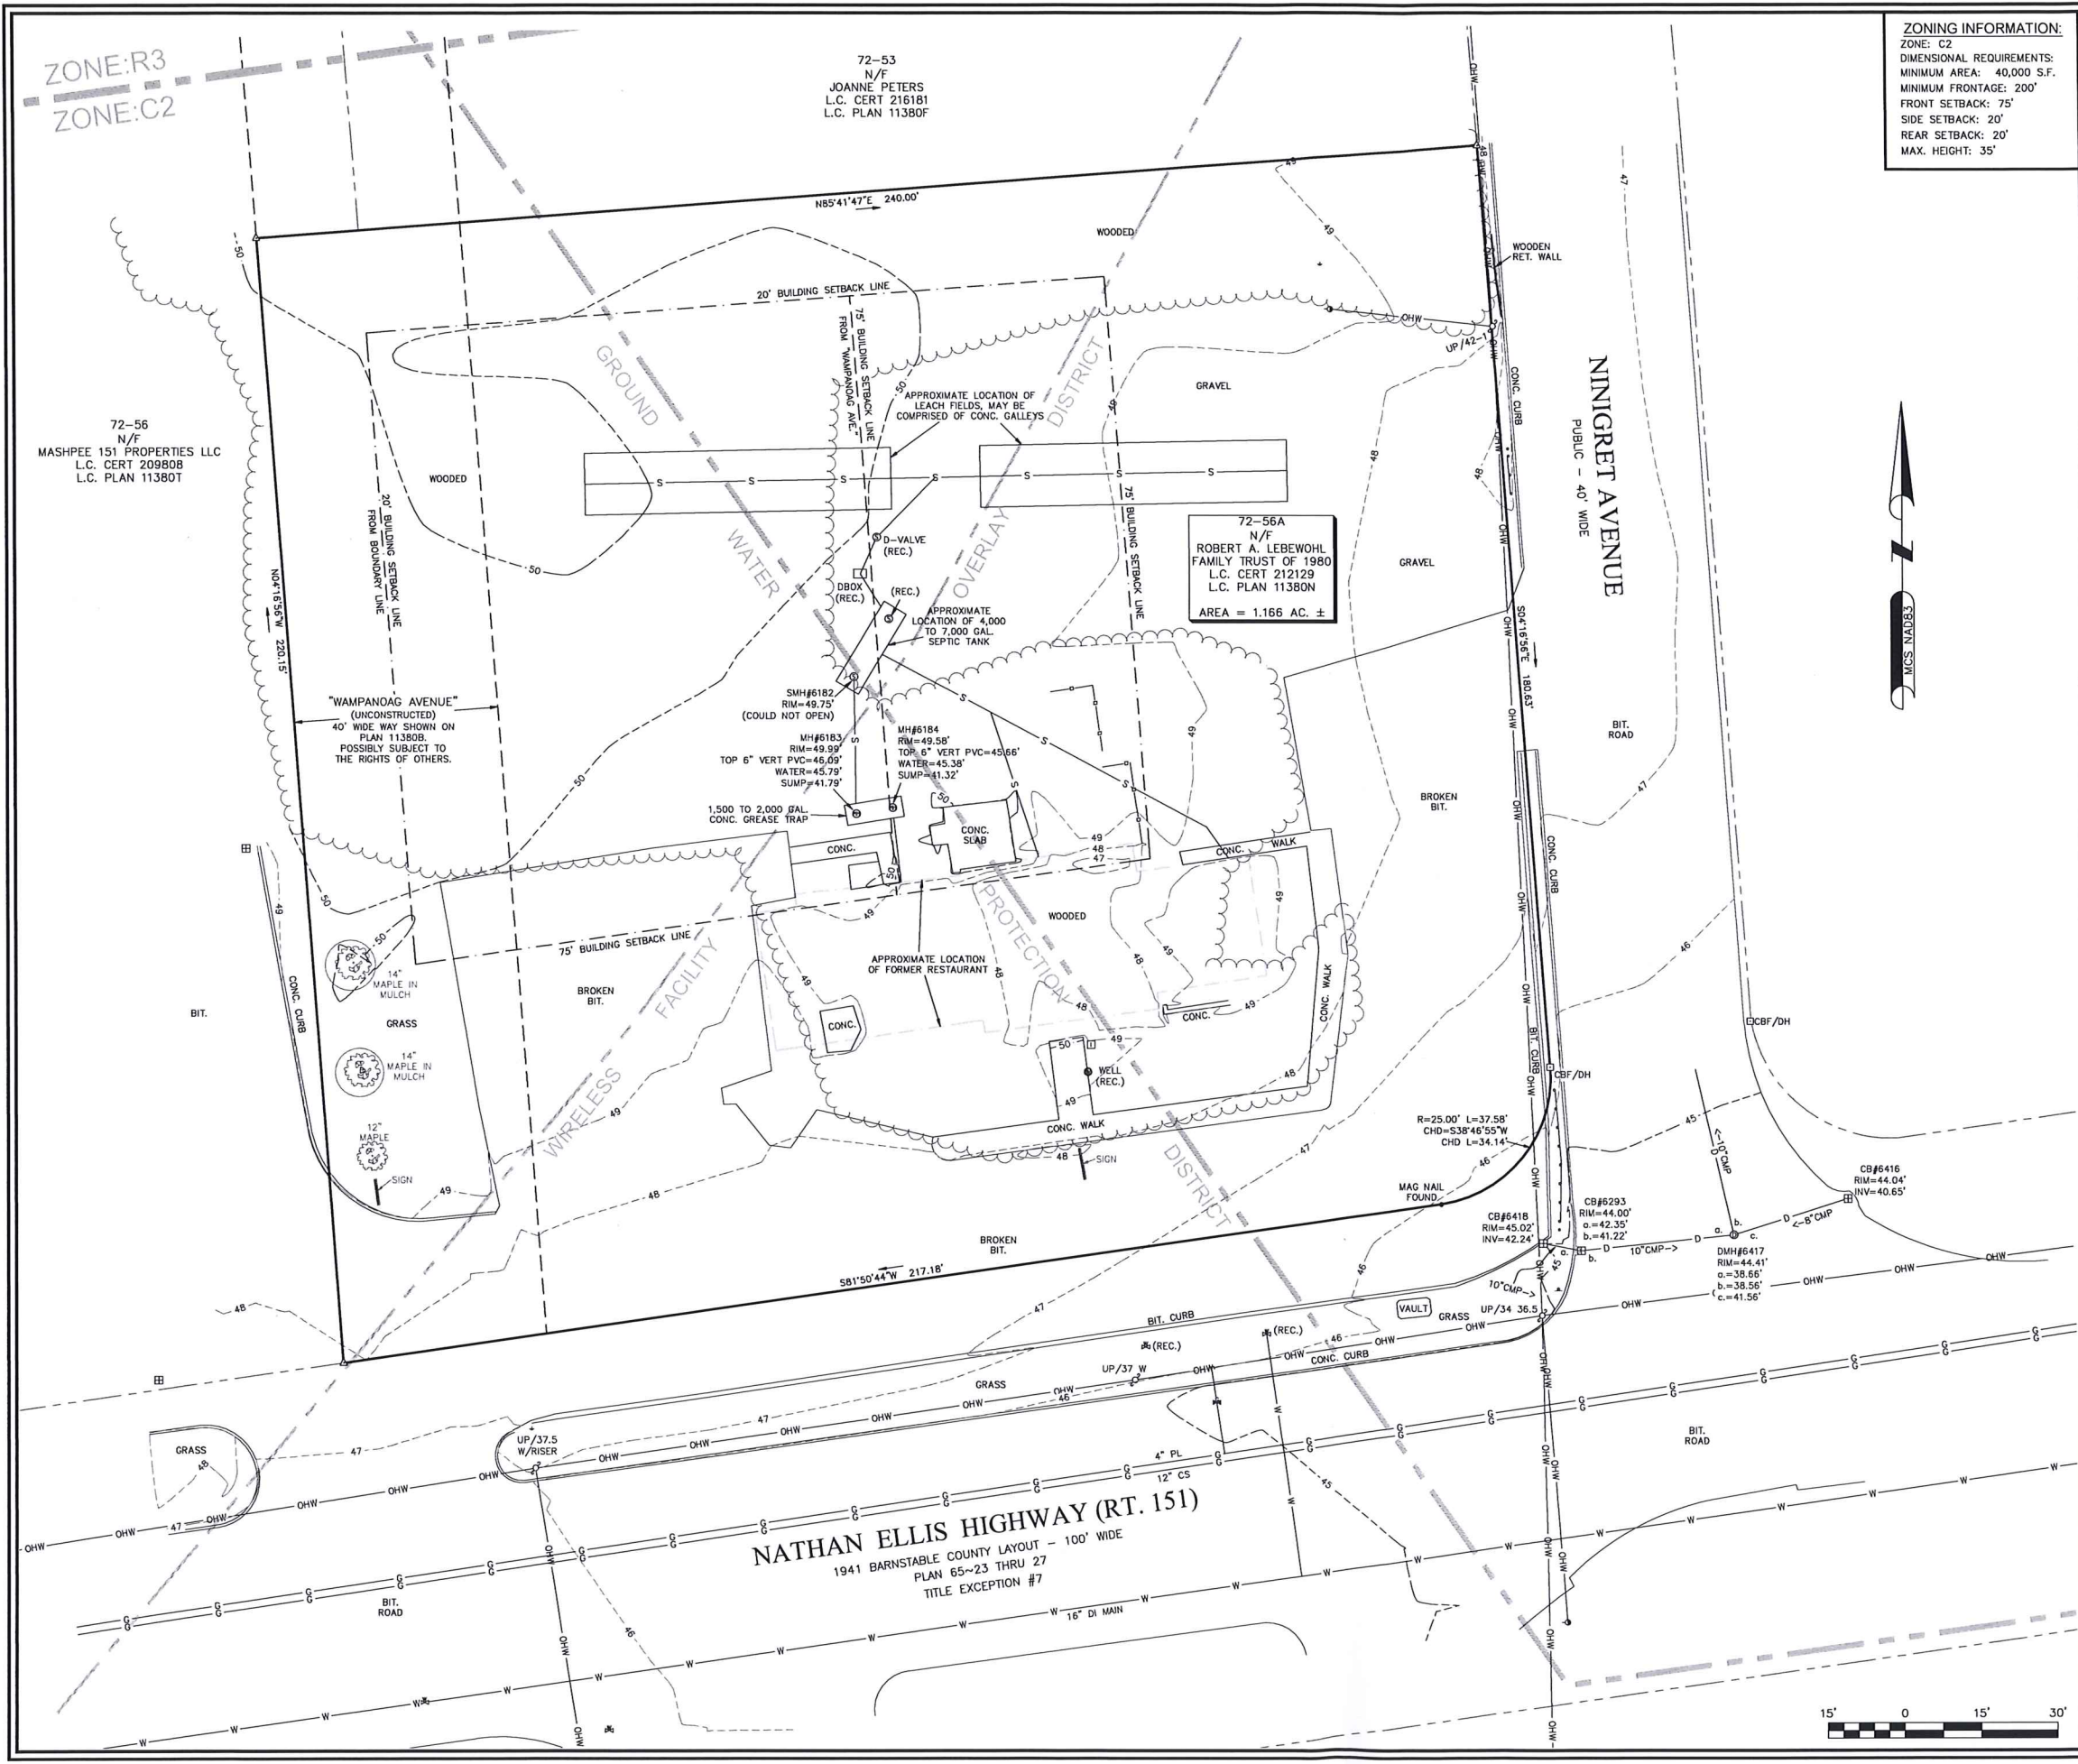 ZONE:R3
ZONE:C2
72-53
N/F
JOANNE PETERS
L.C. CERT 216181
L.C. PLAN 11380F
ZONING INFORMATION:
ZONE: C2
DIMENSIONAL REQUIREMENTS:
MINIMUM AREA: 40,000 S.F.
MINIMUM FRONTAGE: 200'
FRONT SETBACK: 75'
SIDE SETBACK: 20'
REAR SETBACK: 20'
MAX. HEIGHT: 35'
N85°41'47"E 240.00'
WOODED
WOODEN
RET. WALL
20' BUILDING SETBACK LINE
75' BUILDING SETBACK LINE
FROM "WAMPANOAG AVE."
OHW
UP/42-1
CONC. CURB
GROUND
WATER
PROTECTION
DISTRICT
WIRELESS
FACILITY
OVERLAY
DISTRICT
GRAVEL
APPROXIMATE LOCATION OF
LEACH FIELDS, MAY BE
COMPRISED OF CONC. GALLEYS
NINIGRET AVENUE
PUBLIC - 40' WIDE
72-56
N/F
MASHPEE 151 PROPERTIES LLC
L.C. CERT 209808
L.C. PLAN 11380T
WOODED
20' BUILDING SETBACK LINE
FROM BOUNDARY LINE
N04°16'56"W 220.15'
D-VALVE
(REC.)
DBOX
(REC.)
(REC.)
APPROXIMATE
LOCATION OF 4,000
TO 7,000 GAL.
SEPTIC TANK
75' BUILDING SETBACK LINE
72-56A
N/F
ROBERT A. LEBEWOHL
FAMILY TRUST OF 1980
L.C. CERT 212129
L.C. PLAN 11380N
AREA = 1.166 AC. ±
GRAVEL
S04°16'56"E 180.63'
MCS NAD83
"WAMPANOAG AVENUE"
(UNCONSTRUCTED)
40' WIDE WAY SHOWN ON
PLAN 11380B.
POSSIBLY SUBJECT TO
THE RIGHTS OF OTHERS.
SMH#6182
RIM=49.75'
(COULD NOT OPEN)
MH#6183
RIM=49.99'
TOP 6" VERT PVC=46.09'
WATER=45.79'
SUMP=41.79'
MH#6184
RIM=49.58'
TOP 6" VERT PVC=45.66'
WATER=45.38'
SUMP=41.32'
1,500 TO 2,000 GAL.
CONC. GREASE TRAP
CONC.
CONC.
SLAB
CONC. WALK
BROKEN
BIT.
BIT.
ROAD
CONC. CURB
75' BUILDING SETBACK LINE
WOODED
APPROXIMATE LOCATION
OF FORMER RESTAURANT
14"
MAPLE IN
MULCH
GRASS
14"
MAPLE IN
MULCH
12"
MAPLE
SIGN
BIT.
CONC. CURB
BROKEN
BIT.
CONC.
CONC.
CONC. WALK
WELL
(REC.)
CONC. WALK
SIGN
BIT. CURB
CBF/DH
CBF/DH
R=25.00' L=37.58'
CHD=S38°46'55"W
CHD L=34.14'
MAG NAIL
FOUND
<-10"CMP
CB#6416
RIM=44.04'
INV=40.65'
<-8"CMP
CB#6418
RIM=45.02'
INV=42.24'
CB#6293
RIM=44.00'
a.=42.35'
b.=41.22'
10"CMP->
10"CMP->
DMH#6417
RIM=44.41'
a.=38.66'
b.=38.56'
c.=41.56'
BROKEN
BIT.
S81°50'44"W 217.18'
BIT. CURB
VAULT
GRASS
UP/34 36.5
(REC.)
(REC.)
CONC. CURB
UP/37 W
GRASS
UP/37.5
W/RISER
GRASS
4" PL
12" CS
BIT.
ROAD
NATHAN ELLIS HIGHWAY (RT. 151)
1941 BARNSTABLE COUNTY LAYOUT - 100' WIDE
PLAN 65~23 THRU 27
TITLE EXCEPTION #7
BIT.
ROAD
16" DI MAIN
15' 0 15' 30'